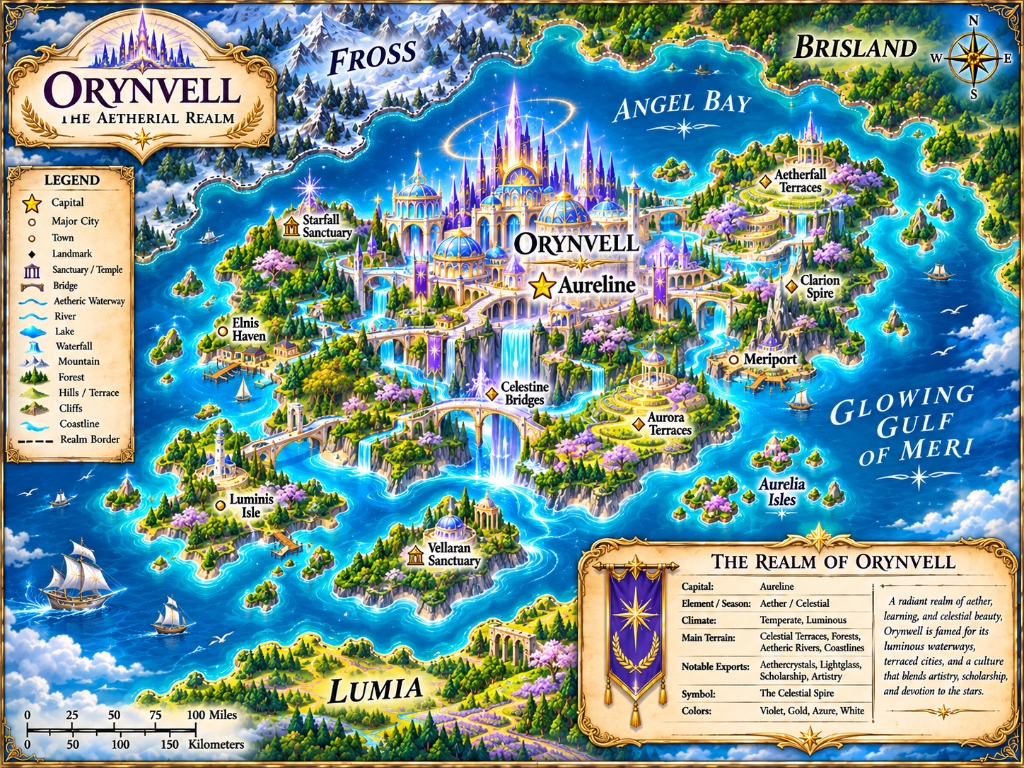 ORYNVELL
THE AETHERIAL REALM
FROSS
BRISLAND
N
W
E
S
ANGEL BAY
LEGEND
Capital
Major City
Town
Landmark
Sanctuary / Temple
Bridge
Aetheric Waterway
River
Lake
Waterfall
Mountain
Forest
Hills / Terrace
Cliffs
Coastline
Realm Border
Starfall
Sanctuary
Aetherfall
Terraces
ORYNVELL
Aureline
Clarion
Spire
Elnis
Haven
Meriport
Celestine
Bridges
Aurora
Terraces
GLOWING
GULF
OF MERI
Aurelia
Isles
Luminis
Isle
Vellaran
Sanctuary
LUMIA
0 25 50 75 100 Miles
0 50 100 150 Kilometers
THE REALM OF ORYNVELL
Capital: Aureline
Element / Season: Aether / Celestial
Climate: Temperate, Luminous
Main Terrain: Celestial Terraces, Forests,
Aetheric Rivers, Coastlines
Notable Exports: Aethercrystals, Lightglass,
Scholarship, Artistry
Symbol: The Celestial Spire
Colors: Violet, Gold, Azure, White
A radiant realm of aether,
learning, and celestial beauty,
Orynvell is famed for its
luminous waterways,
terraced cities, and a culture
that blends artistry, scholarship,
and devotion to the stars.